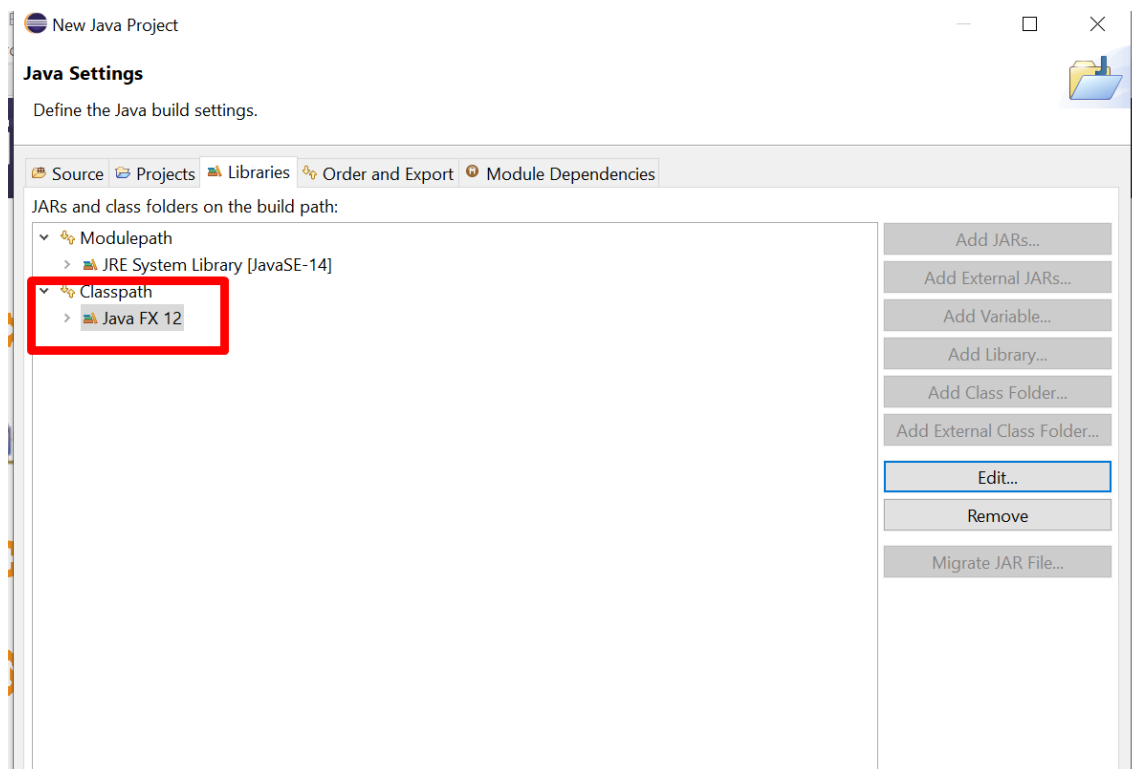 New Java Project
Java Settings
Define the Java build settings.
Source Projects Libraries Order and Export Module Dependencies
JARs and class folders on the build path:
Modulepath
JRE System Library [JavaSE-14]
Classpath
Java FX 12
Add JARs...
Add External JARs...
Add Variable...
Add Library...
Add Class Folder...
Add External Class Folder...
Edit...
Remove
Migrate JAR File...